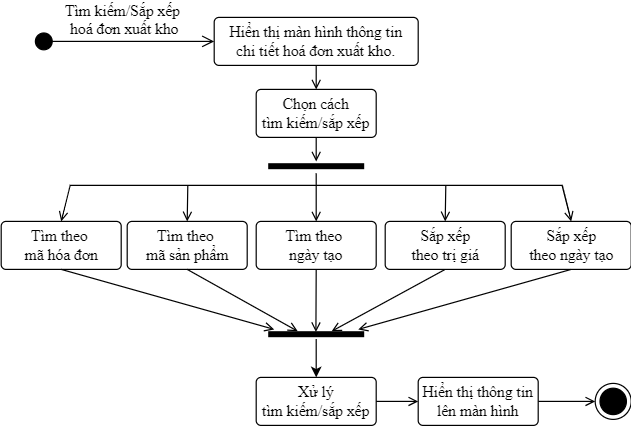 Tìm kiếm/Sắp xếp
hoá đơn xuất kho
Hiển thị màn hình thông tin
chi tiết hoá đơn xuất kho.
Chọn cách
tìm kiếm/sắp xếp
Tìm theo
mã hóa đơn
Tìm theo
mã sản phẩm
Tìm theo
ngày tạo
Sắp xếp
theo trị giá
Sắp xếp
theo ngày tạo
Xử lý
tìm kiếm/sắp xếp
Hiển thị thông tin
lên màn hình